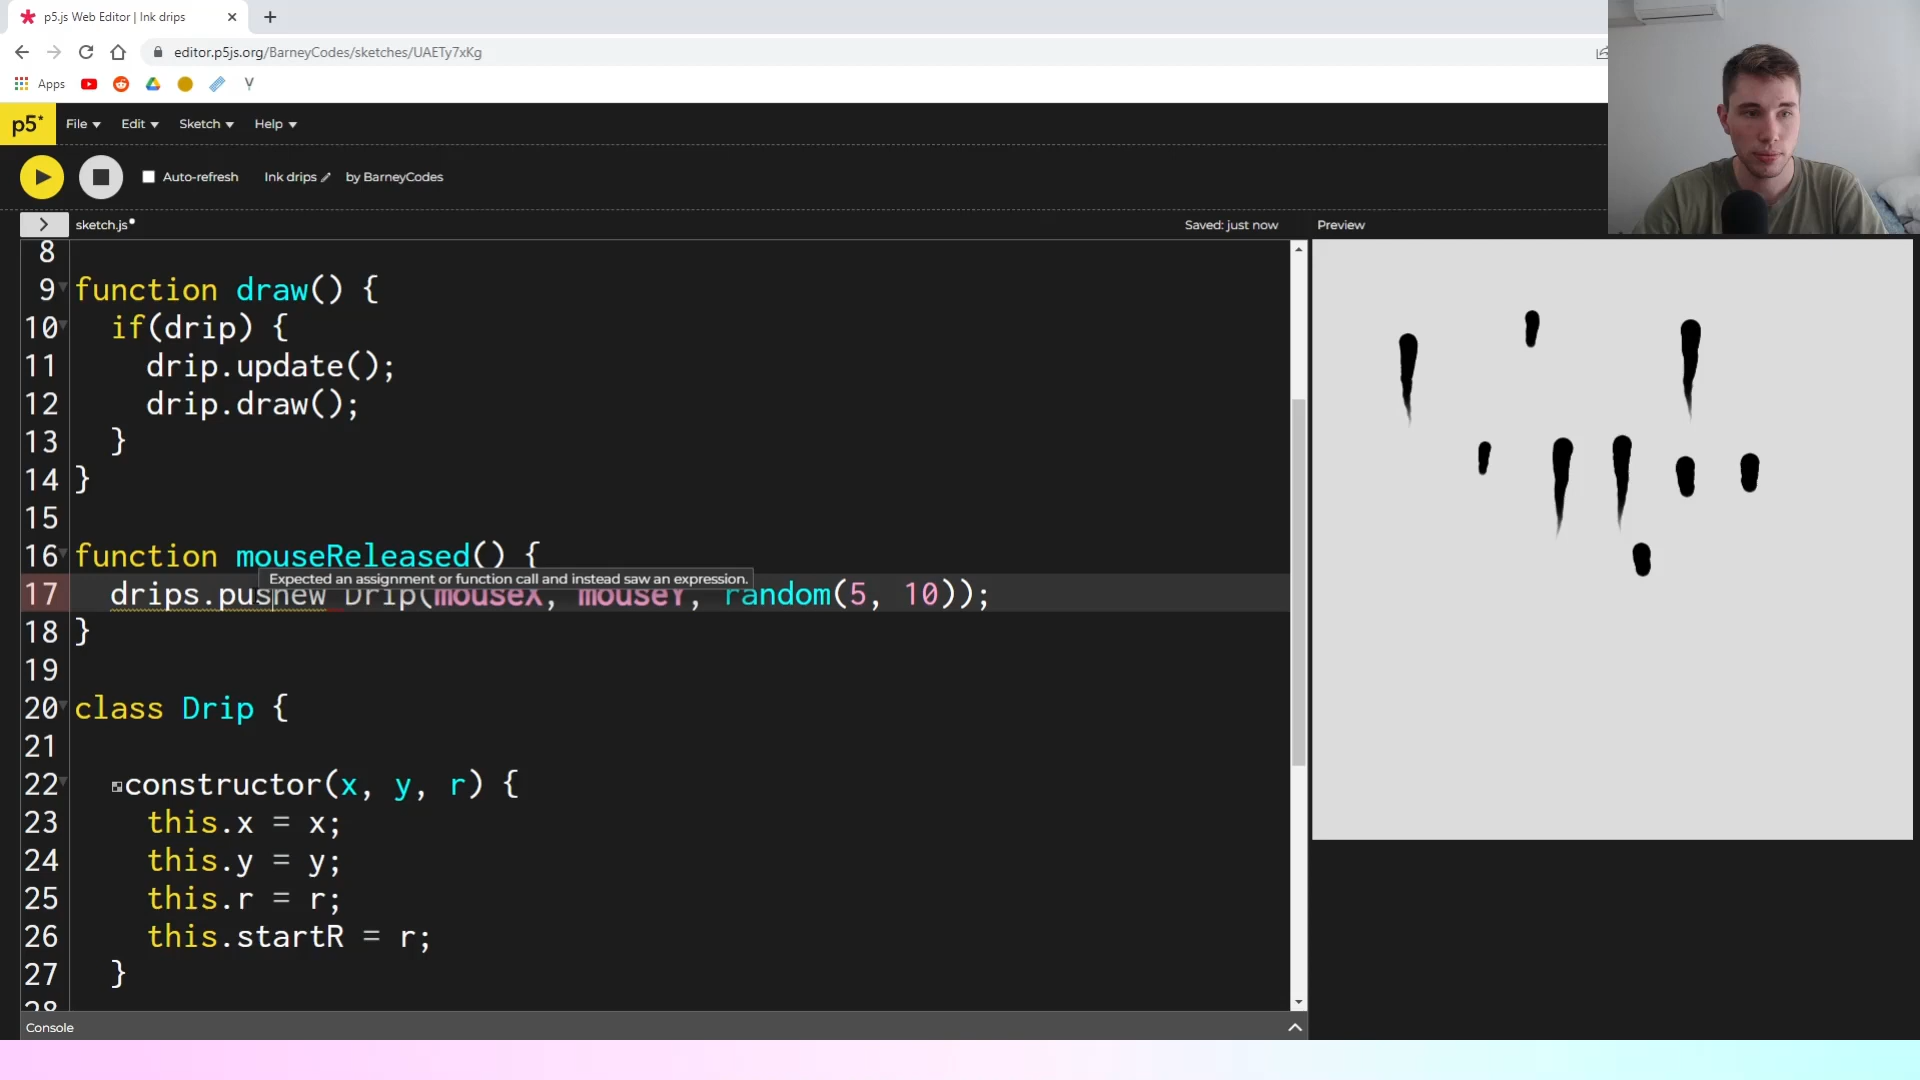 p5.js Web Editor | Ink drips
editor.p5js.org/BarneyCodes/sketches/UAETy7xKg
Apps
p5* File Edit Sketch Help
Auto-refresh Ink drips by BarneyCodes
sketch.js Saved: just now Preview
8
9 function draw() {
10 if(drip) {
11 drip.update();
12 drip.draw();
13 }
14 }
15
16 function mouseReleased() {
Expected an assignment or function call and instead saw an expression.
17 drips.pusnew Drip(mouseX, mouseY, random(5, 10));
18 }
19
20 class Drip {
21
22 constructor(x, y, r) {
23 this.x = x;
24 this.y = y;
25 this.r = r;
26 this.startR = r;
27 }
28
Console